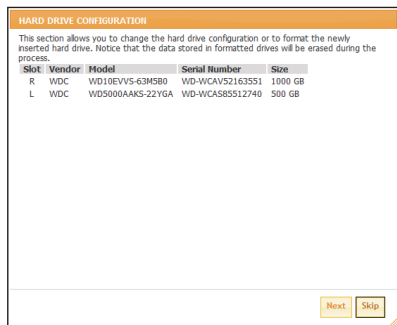 HARD DRIVE CONFIGURATION
This section allows you to change the hard drive configuration or to format the newly
inserted hard drive. Notice that the data stored in formatted drives will be erased during the
process.
Slot Vendor Model Serial Number Size
R WDC WD10EVVS-63M5B0 WD-WCAV52163551 1000 GB
L WDC WD5000AAKS-22YGA WD-WCAS85512740 500 GB
Next Skip